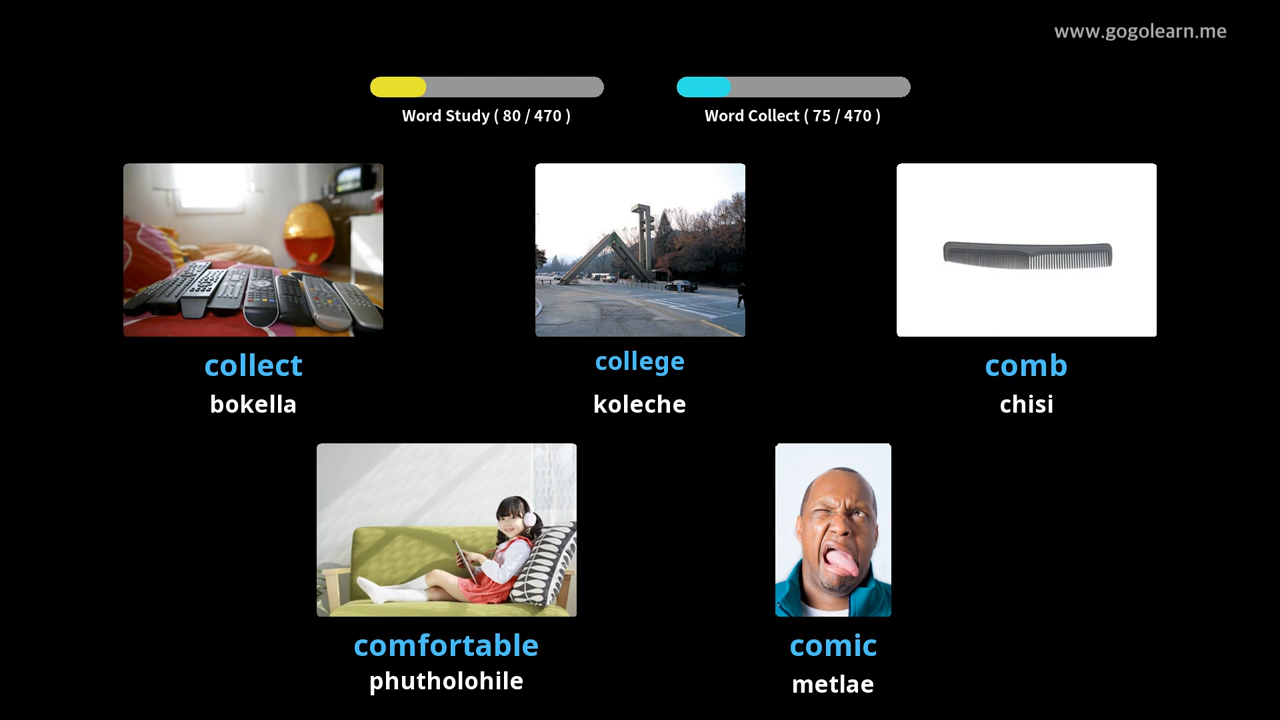 www.gogolearn.me
Word Study ( 80 / 470 )
Word Collect ( 75 / 470 )
collect
bokella
college
koleche
comb
chisi
comfortable
phutholohile
comic
metlae